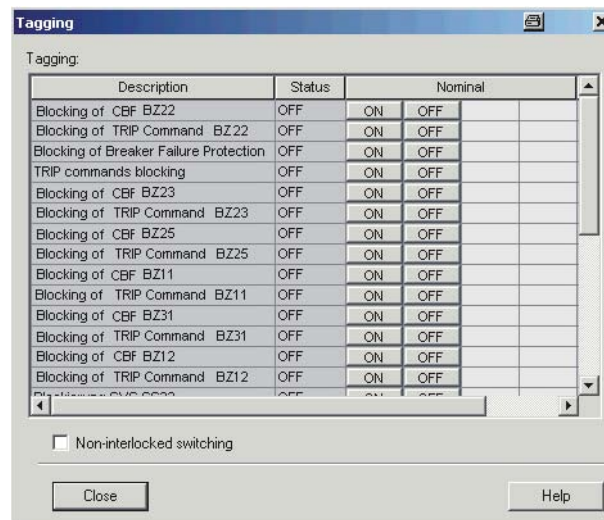 Tagging
Tagging:
Description Status Nominal
Blocking of CBF BZ22 OFF ON OFF
Blocking of TRIP Command BZ22 OFF ON OFF
Blocking of Breaker Failure Protection OFF ON OFF
TRIP commands blocking OFF ON OFF
Blocking of CBF BZ23 OFF ON OFF
Blocking of TRIP Command BZ23 OFF ON OFF
Blocking of CBF BZ25 OFF ON OFF
Blocking of TRIP Command BZ25 OFF ON OFF
Blocking of CBF BZ11 OFF ON OFF
Blocking of TRIP Command BZ11 OFF ON OFF
Blocking of CBF BZ31 OFF ON OFF
Blocking of TRIP Command BZ31 OFF ON OFF
Blocking of CBF BZ12 OFF ON OFF
Blocking of TRIP Command BZ12 OFF ON OFF
OFF ON OFF
Non-interlocked switching
Close Help